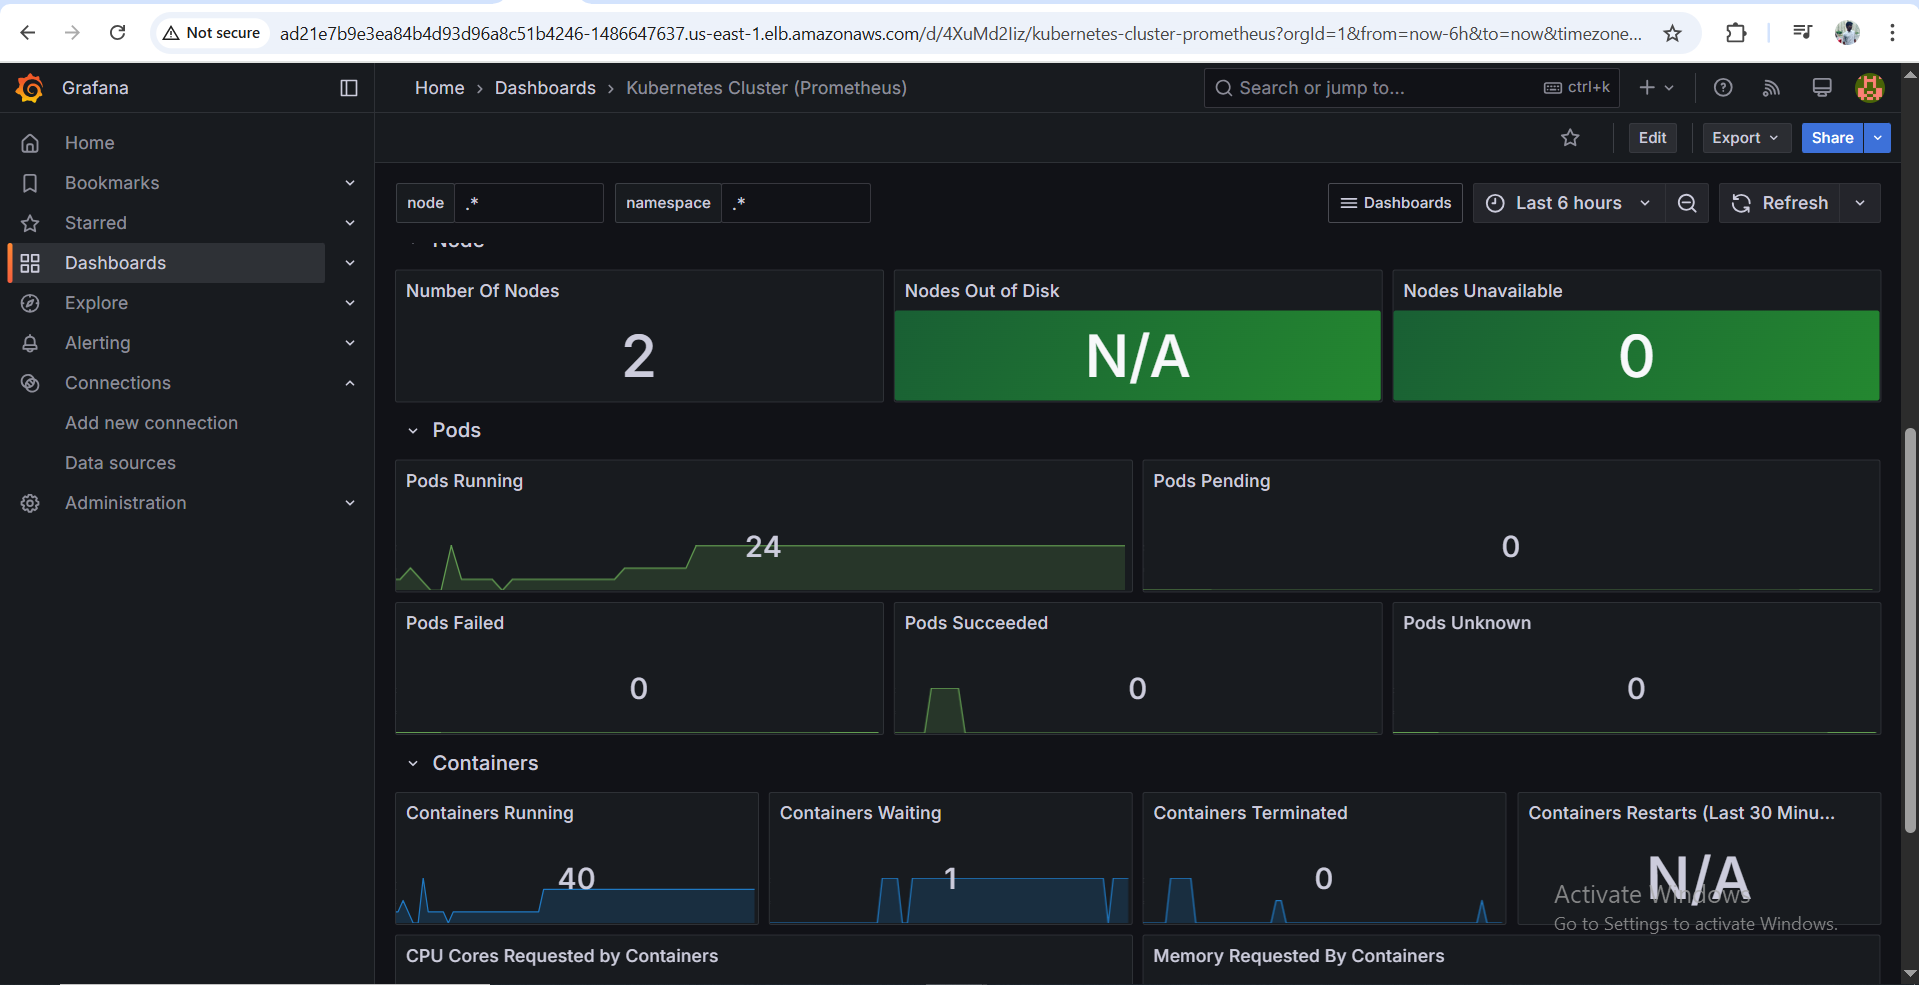 Not secure
ad21e7b9e3ea84b4d93d96a8c51b4246-1486647637.us-east-1.elb.amazonaws.com/d/4XuMd2Iiz/kubernetes-cluster-prometheus?orgId=1&from=now-6h&to=now&timezone...
Grafana
Home › Dashboards › Kubernetes Cluster (Prometheus)
Search or jump to...
ctrl+k
Edit
Export
Share
Home
Bookmarks
Starred
Dashboards
Explore
Alerting
Connections
Add new connection
Data sources
Administration
node .*
namespace .*
Dashboards
Last 6 hours
Refresh
Node
Number Of Nodes
2
Nodes Out of Disk
N/A
Nodes Unavailable
0
Pods
Pods Running
24
Pods Pending
0
Pods Failed
0
Pods Succeeded
0
Pods Unknown
0
Containers
Containers Running
40
Containers Waiting
1
Containers Terminated
0
Containers Restarts (Last 30 Minu...
N/A
Activate Windows
Go to Settings to activate Windows.
CPU Cores Requested by Containers
Memory Requested By Containers